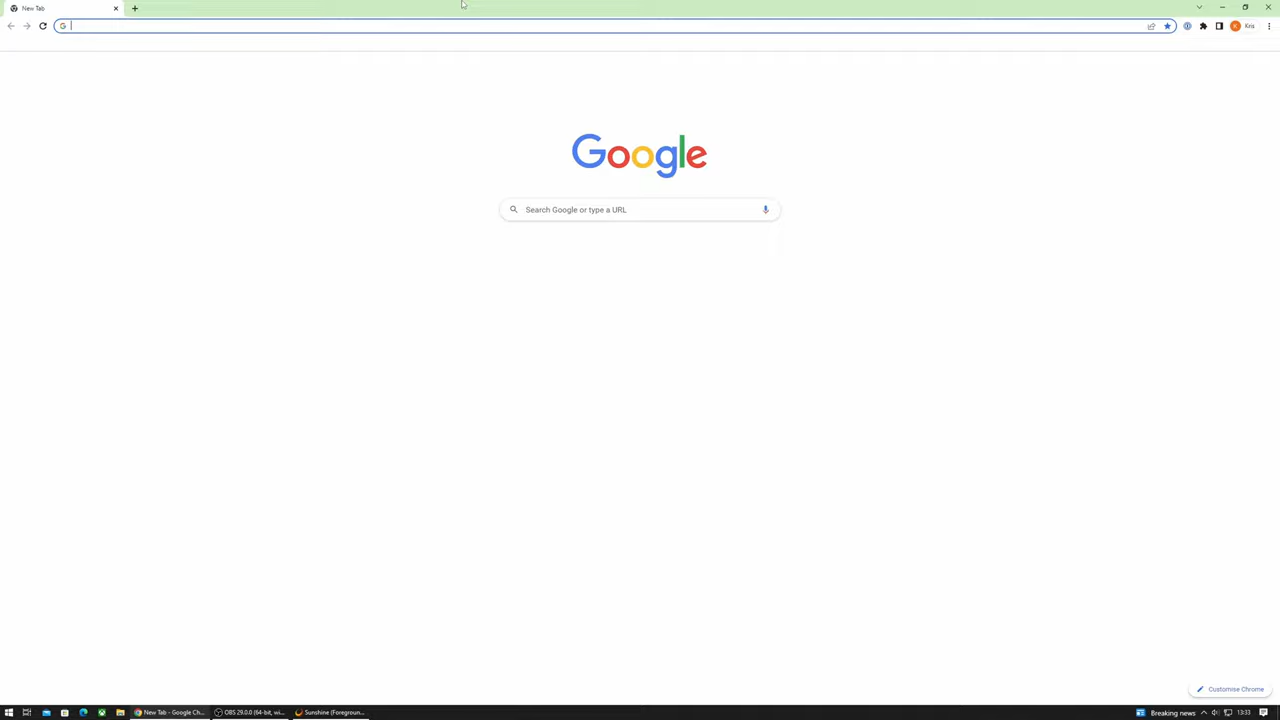 New Tab
Kris
Google
Search Google or type a URL
Customise Chrome
New Tab - Google Ch...
OBS 29.0.0 (64-bit, wi...
Sunshine (Foregroun...
Breaking news
13:33